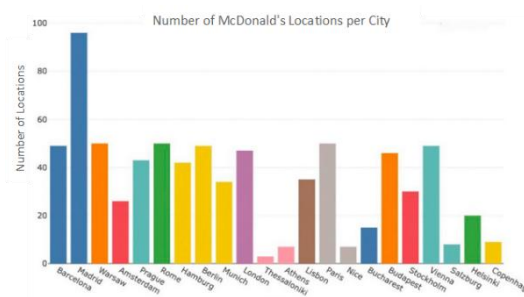 Number of McDonald's Locations per City
Number of Locations
100
80
60
40
20
0
Barcelona
Madrid
Warsaw
Amsterdam
Prague
Rome
Hamburg
Berlin
Munich
London
Thessaloniki
Athens
Lisbon
Paris
Nice
Bucharest
Budapest
Stockholm
Vienna
Salzburg
Helsinki
Copenhag